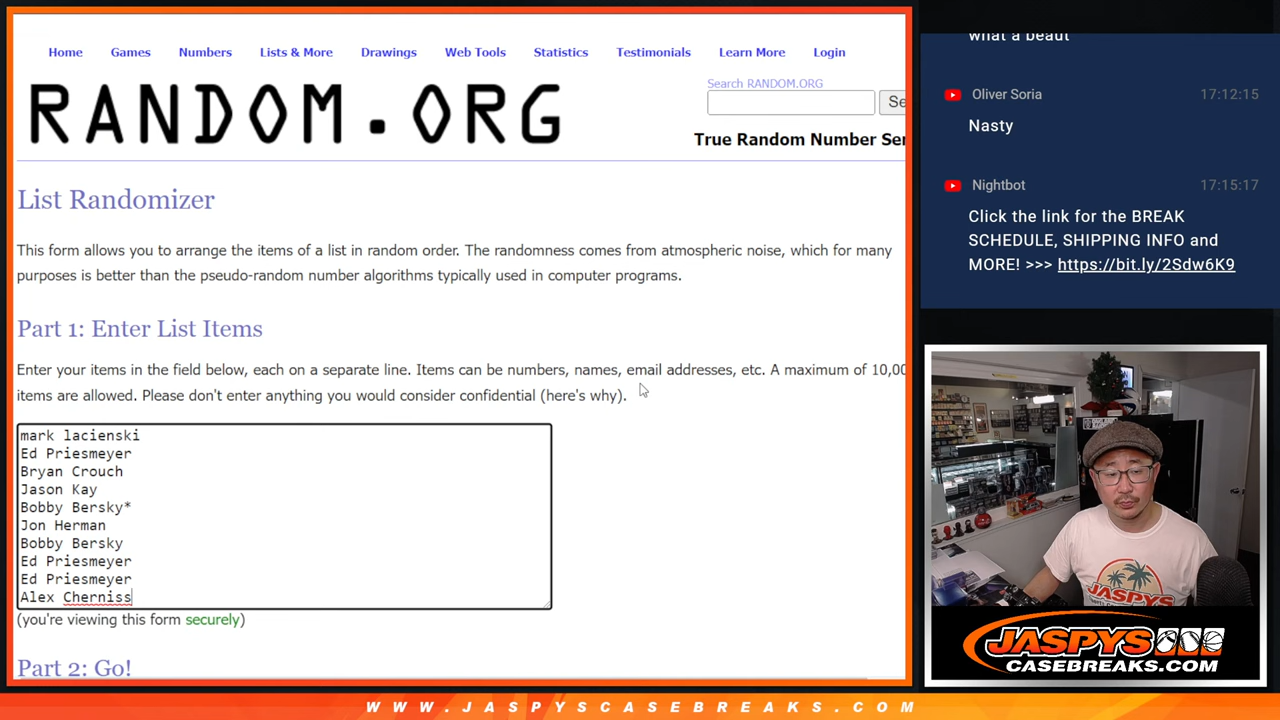 Home Games Numbers Lists & More Drawings Web Tools Statistics Testimonials Learn More Login
RANDOM.ORG
Search RANDOM.ORG
Se
True Random Number Ser
List Randomizer
This form allows you to arrange the items of a list in random order. The randomness comes from atmospheric noise, which for many
purposes is better than the pseudo-random number algorithms typically used in computer programs.
Part 1: Enter List Items
Enter your items in the field below, each on a separate line. Items can be numbers, names, email addresses, etc. A maximum of 10,00
items are allowed. Please don't enter anything you would consider confidential (here's why).
mark lacienski
Ed Priesmeyer
Bryan Crouch
Jason Kay
Bobby Bersky*
Jon Herman
Bobby Bersky
Ed Priesmeyer
Ed Priesmeyer
Alex Cherniss
(you're viewing this form securely)
Part 2: Go!
what a beaut
Oliver Soria 17:12:15
Nasty
Nightbot 17:15:17
Click the link for the BREAK
SCHEDULE, SHIPPING INFO and
MORE! >>> https://bit.ly/2Sdw6K9
JASPYS
JASPYS
CASEBREAKS.COM
WWW.JASPYSCASEBREAKS.COM